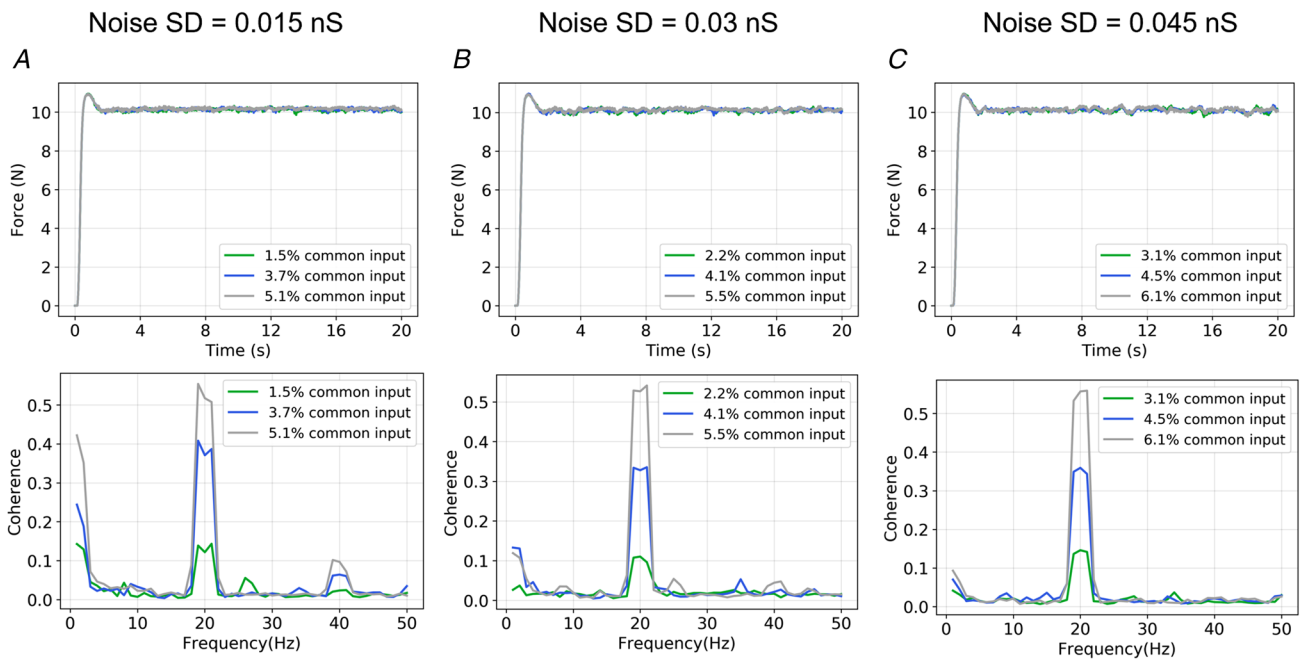 Noise SD = 0.015 nS
Noise SD = 0.03 nS
Noise SD = 0.045 nS
A
B
C
Force (N)
10
8
6
4
2
0
1.5% common input
3.7% common input
5.1% common input
0 4 8 12 16 20
Time (s)
Force (N)
10
8
6
4
2
0
2.2% common input
4.1% common input
5.5% common input
0 4 8 12 16 20
Time (s)
Force (N)
10
8
6
4
2
0
3.1% common input
4.5% common input
6.1% common input
0 4 8 12 16 20
Time (s)
Coherence
0.5
0.4
0.3
0.2
0.1
0.0
1.5% common input
3.7% common input
5.1% common input
0 10 20 30 40 50
Frequency(Hz)
Coherence
0.5
0.4
0.3
0.2
0.1
0.0
2.2% common input
4.1% common input
5.5% common input
0 10 20 30 40 50
Frequency(Hz)
Coherence
0.5
0.4
0.3
0.2
0.1
0.0
3.1% common input
4.5% common input
6.1% common input
0 10 20 30 40 50
Frequency(Hz)